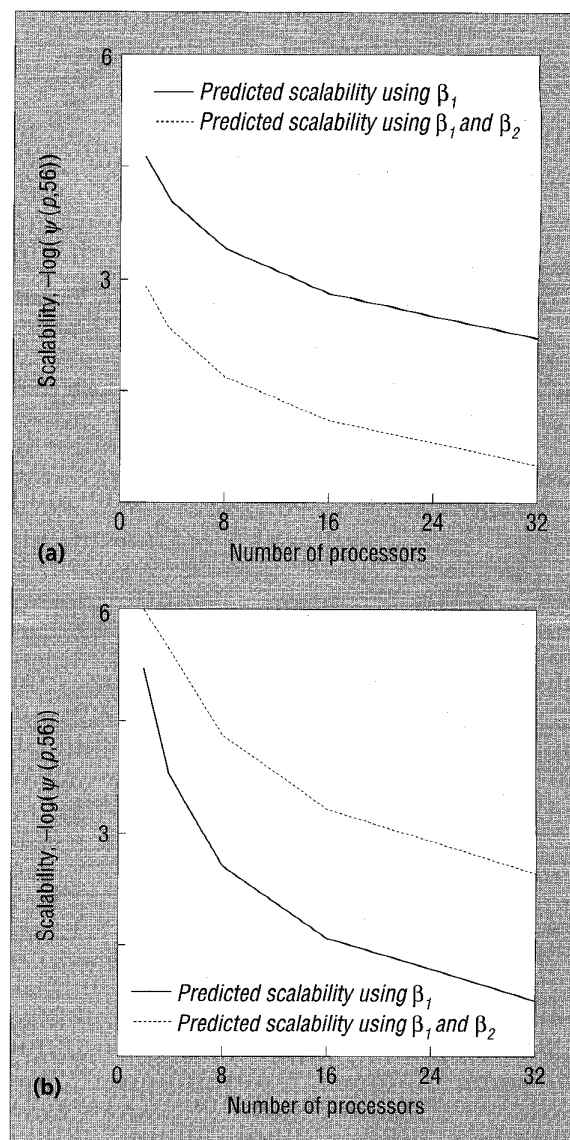 6
Predicted scalability using β1
Predicted scalability using β1 and β2
Scalability, –log(ψ (p,56))
3
0 8 16 24 32
(a)
Number of processors
6
Scalability, –log(ψ (p,56))
3
Predicted scalability using β1
Predicted scalability using β1 and β2
0 8 16 24 32
(b)
Number of processors